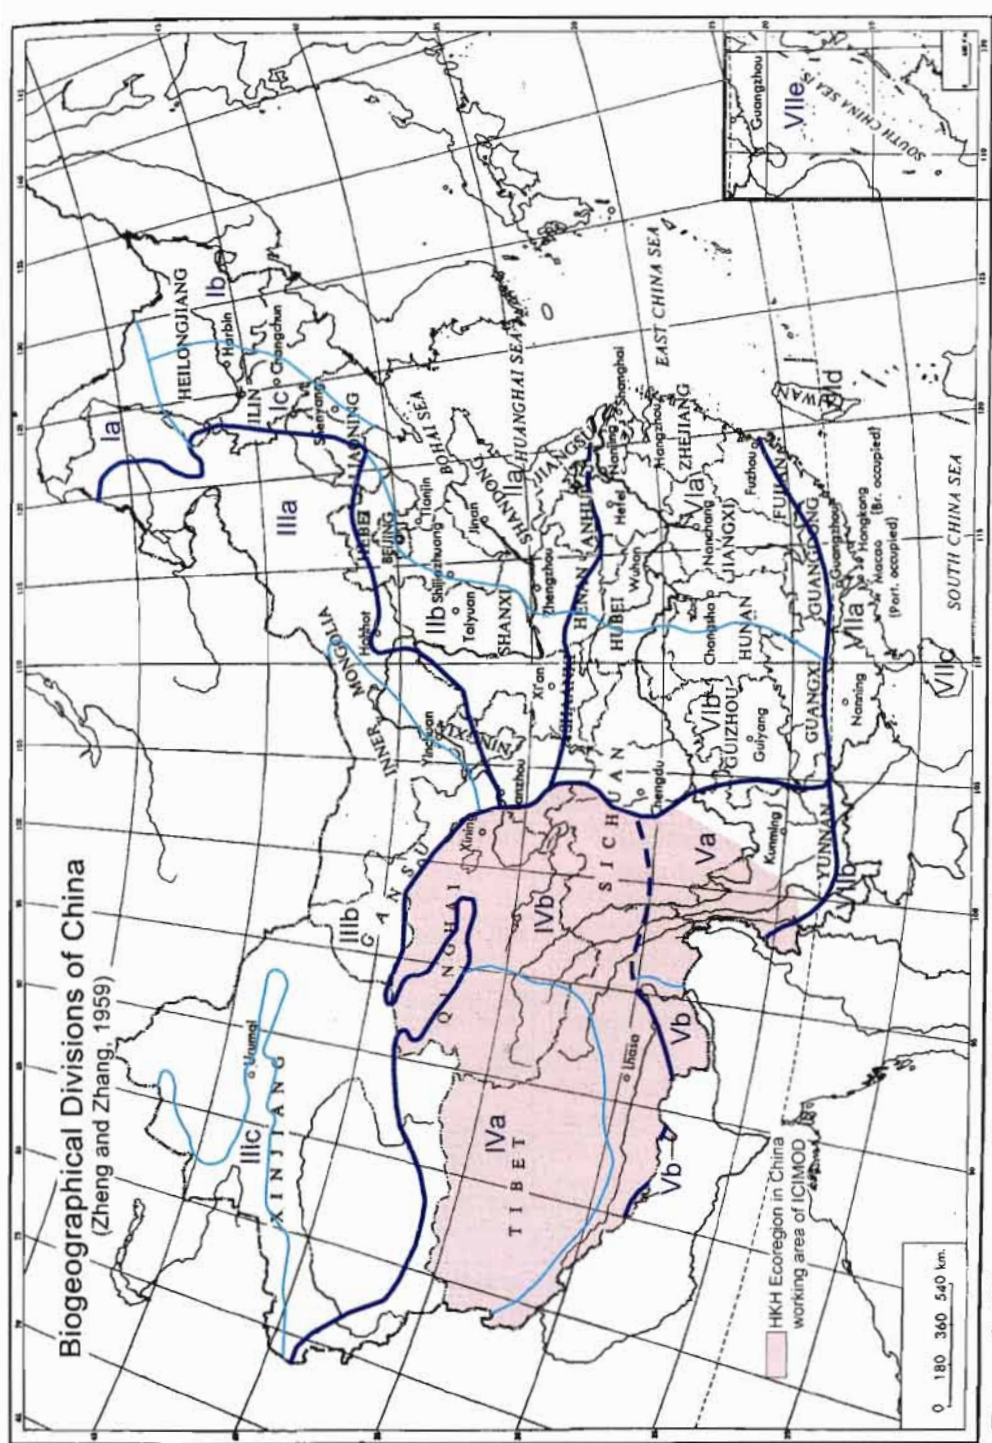 Biogeographical Divisions of China
(Zheng and Zhang, 1959)
Ia
HEILONGJIANG
Ib
Harbin
JILIN
Ic
Changchun
Shenyang
LIAONING
IIIa
INNER
MONGOLIA
HEBEI
BEIJING
Hohhot
Tianjin
BOHAI SEA
IIb
Shijiazhuang
Taiyuan
SHANXI
Jinan
SHANDONG
IIa
HUANGHAI SEA
IIIb
GANSU
Yinchuan
NINGXIA
Xining
Xi'an
SHAANXI
Zhengzhou
HENAN
ANHUI
JIANGSU
Nanjing
Shanghai
Hefei
EAST CHINA SEA
IIIc
XINJIANG
Urumqi
QINGHAI
IVa
TIBET
IVb
SICHUAN
Chengdu
HUBEI
Wuhan
Hangzhou
ZHEJIANG
VIa
Nanchang
JIANGXI
Changsha
HUNAN
VIb
GUIZHOU
Guiyang
Lhasa
Vb
Vb
Va
Kunming
YUNNAN
VIIb
GUANGXI
Nanning
GUANGDONG
Guangzhou
VIIa
Hongkong
(Br. occupied)
Macao
(Port. occupied)
Fuzhou
FUJIAN
VIIc
SOUTH CHINA SEA
HKH Ecoregion in China
working area of ICIMOD
0 180 360 540 km.
Guangzhou
VIIe
SOUTH CHINA SEA IS